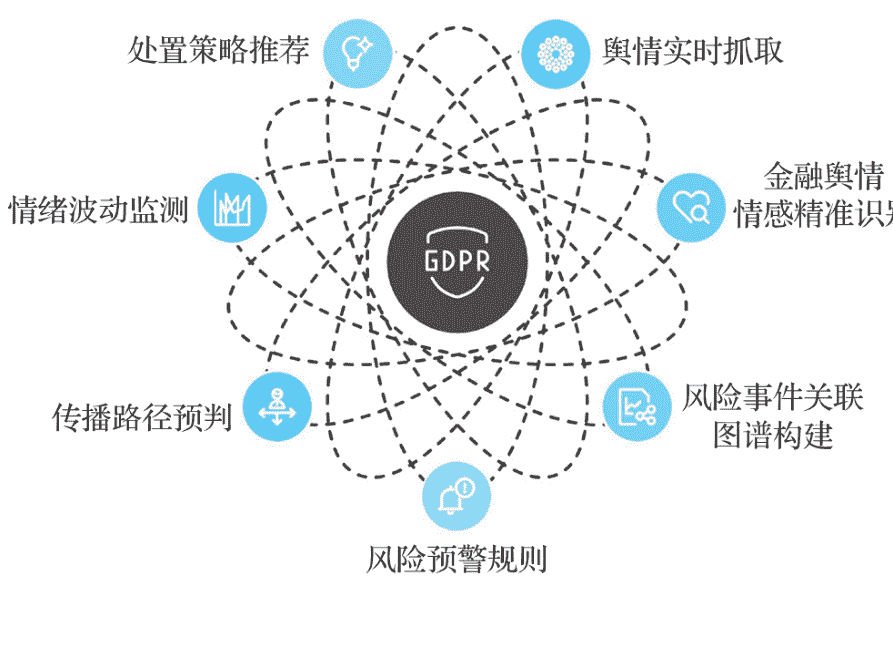 处置策略推荐
舆情实时抓取
情绪波动监测
金融舆情
情感精准识别
GDPR
传播路径预判
风险事件关联
图谱构建
风险预警规则